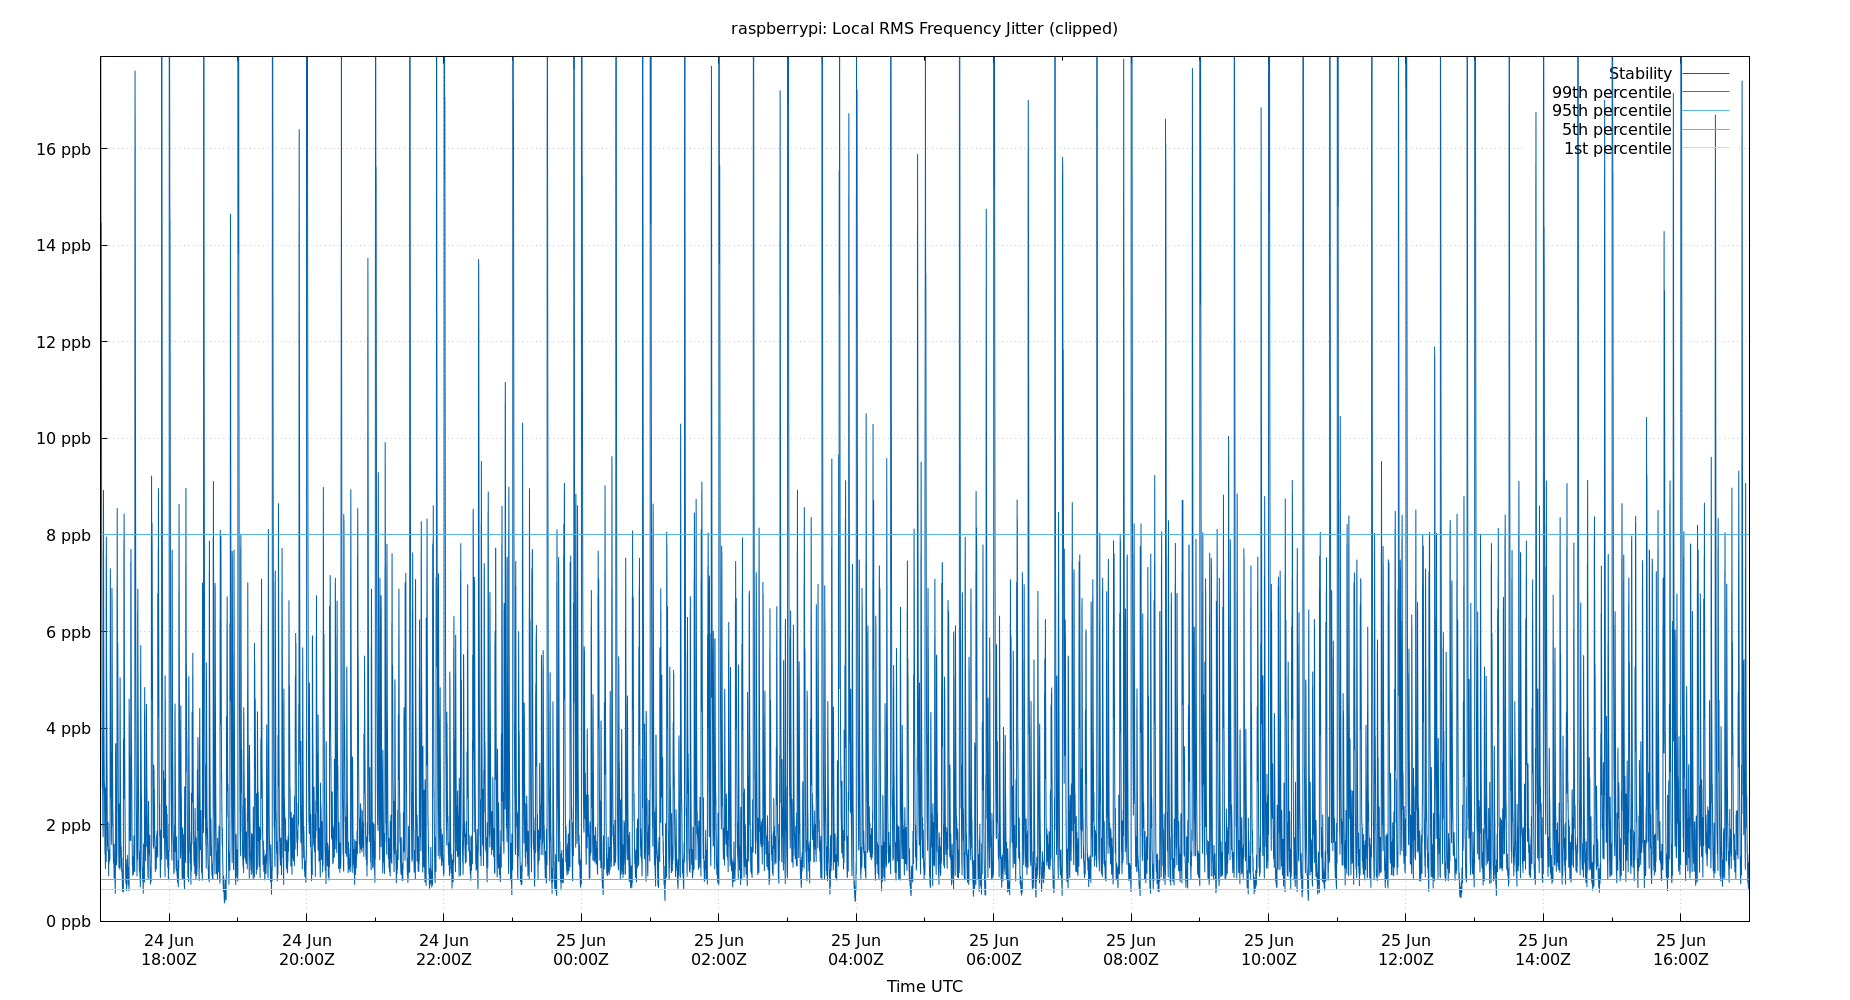 raspberrypi: Local RMS Frequency Jitter (clipped)
Stability
99th percentile
95th percentile
5th percentile
1st percentile
16 ppb
14 ppb
12 ppb
10 ppb
8 ppb
6 ppb
4 ppb
2 ppb
0 ppb
24 Jun 24 Jun 24 Jun 25 Jun 25 Jun 25 Jun 25 Jun 25 Jun 25 Jun 25 Jun 25 Jun 25 Jun
18:00Z 20:00Z 22:00Z 00:00Z 02:00Z 04:00Z 06:00Z 08:00Z 10:00Z 12:00Z 14:00Z 16:00Z
Time UTC